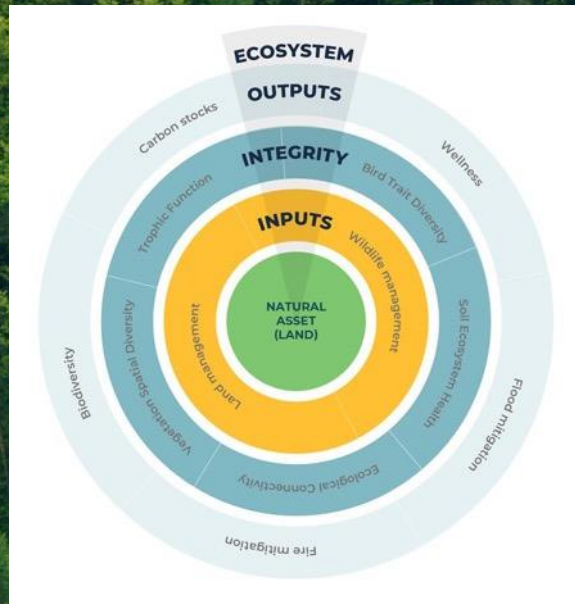 ECOSYSTEM
OUTPUTS
Carbon stocks
Wellness
Flood mitigation
Fire mitigation
Biodiversity
INTEGRITY
Trophic Function
Bird Trait Diversity
Soil Ecosystem Health
Ecological Connectivity
Vegetation Spatial Diversity
INPUTS
Wildlife management
Land management
NATURAL
ASSET
(LAND)